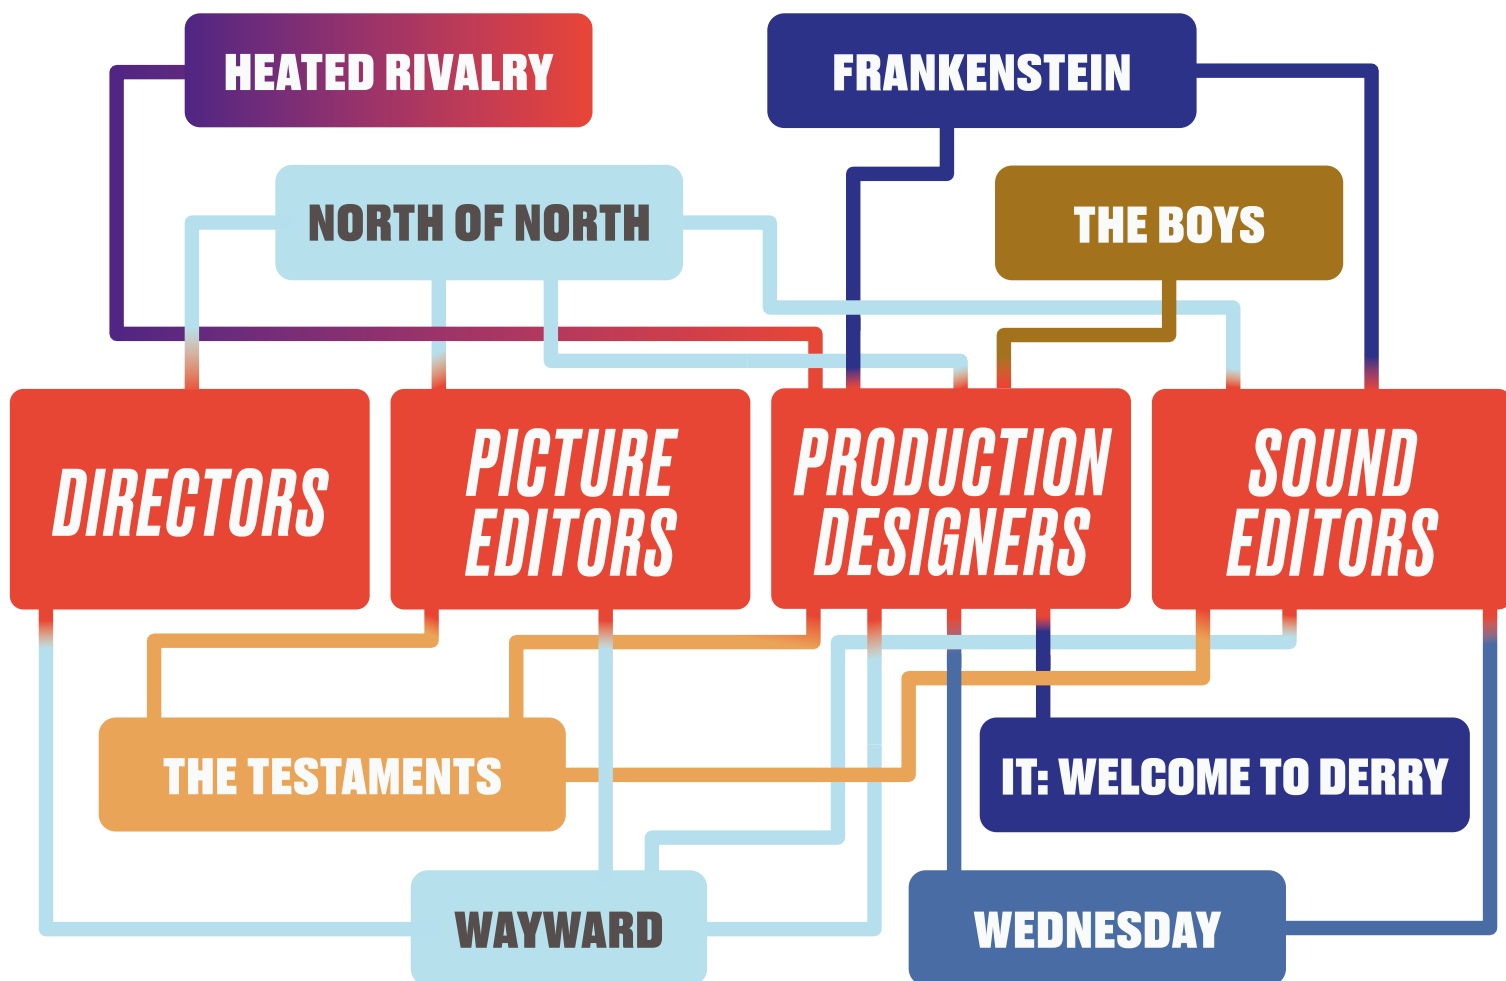 HEATED RIVALRY
FRANKENSTEIN
NORTH OF NORTH
THE BOYS
DIRECTORS
PICTURE
EDITORS
PRODUCTION
DESIGNERS
SOUND
EDITORS
THE TESTAMENTS
IT: WELCOME TO DERRY
WAYWARD
WEDNESDAY